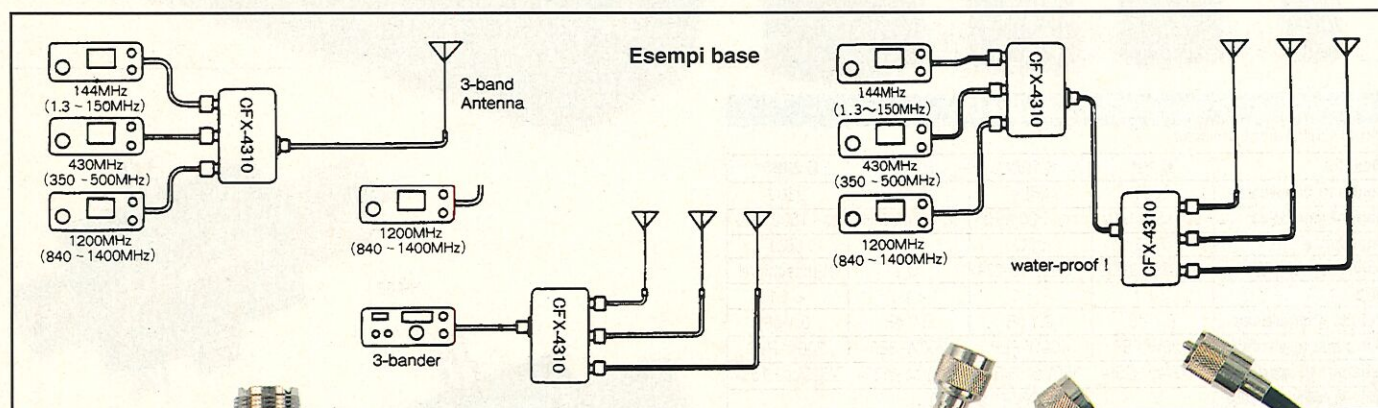 Esempi base
144MHz
(1.3 ~ 150MHz)
430MHz
(350 ~ 500MHz)
1200MHz
(840 ~ 1400MHz)
CFX-4310
3-band
Antenna
1200MHz
(840 ~ 1400MHz)
3-bander
CFX-4310
144MHz
(1.3~150MHz)
430MHz
(350 ~ 500MHz)
1200MHz
(840 ~ 1400MHz)
CFX-4310
water-proof !
CFX-4310